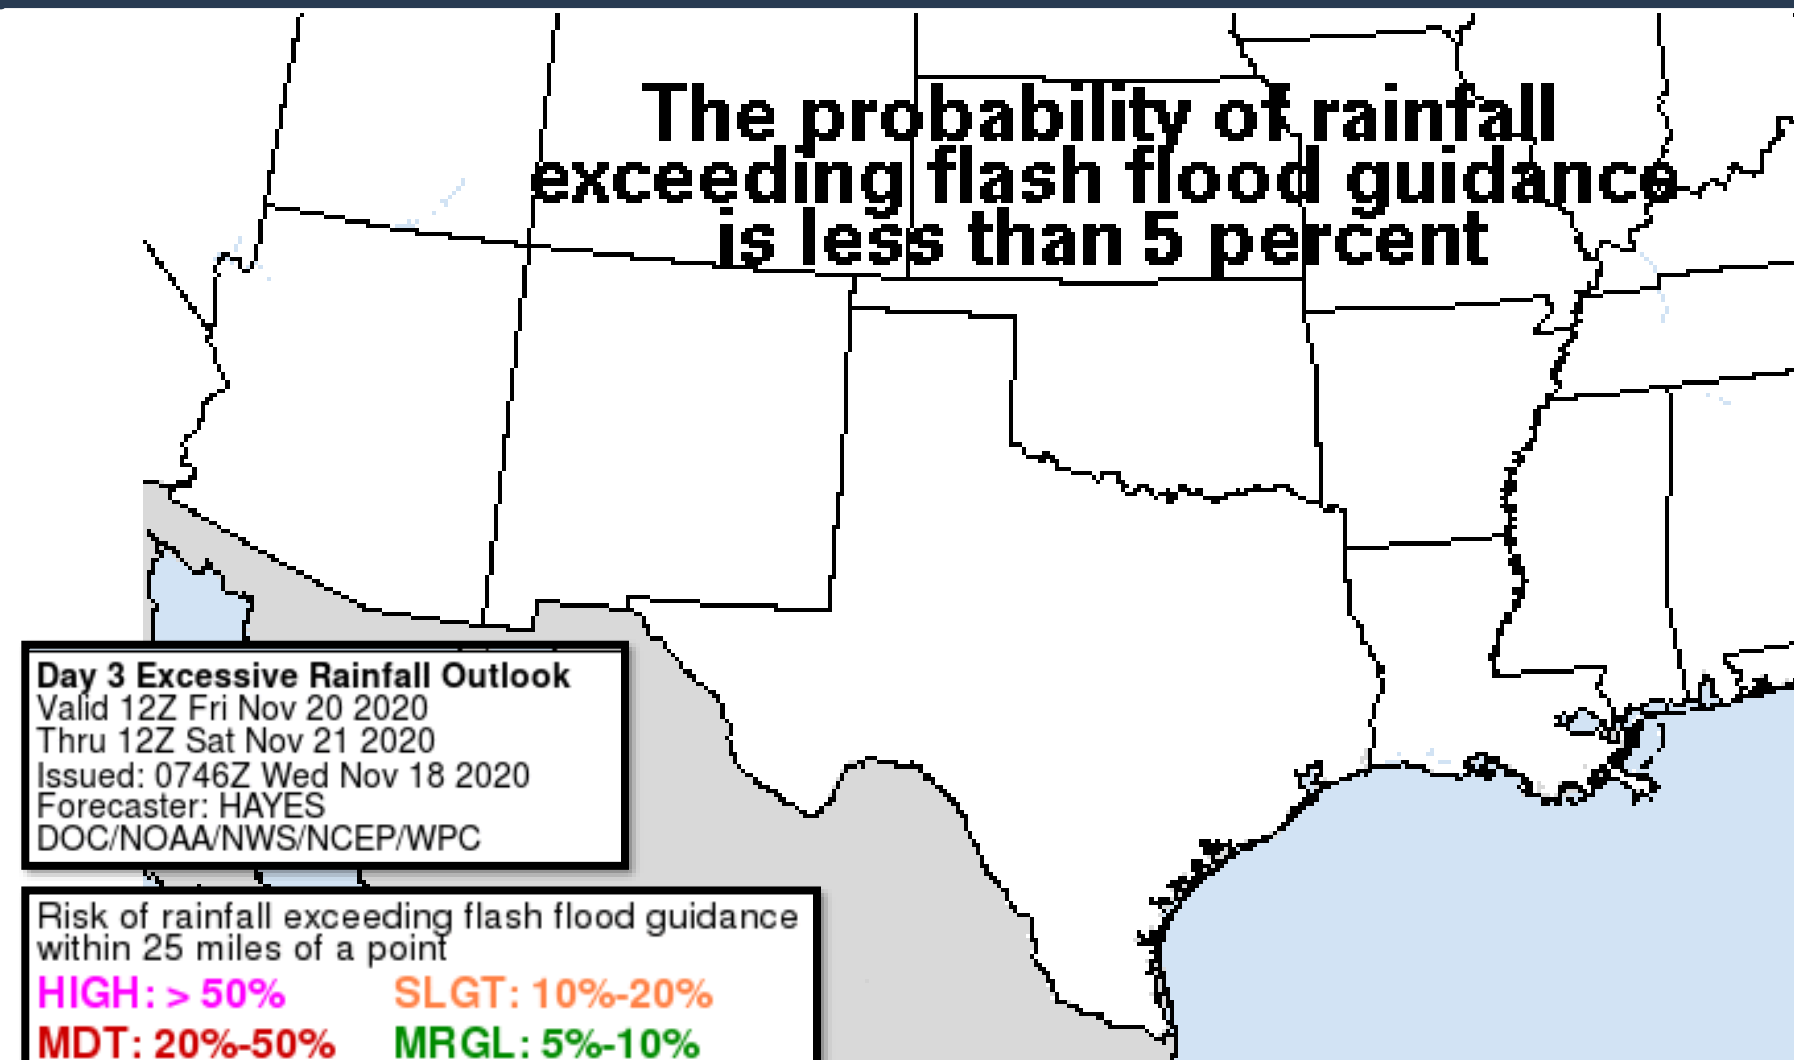 The probability of rainfall
exceeding flash flood guidance
is less than 5 percent
Day 3 Excessive Rainfall Outlook
Valid 12Z Fri Nov 20 2020
Thru 12Z Sat Nov 21 2020
Issued: 0746Z Wed Nov 18 2020
Forecaster: HAYES
DOC/NOAA/NWS/NCEP/WPC
Risk of rainfall exceeding flash flood guidance
within 25 miles of a point
HIGH: > 50% SLGT: 10%-20%
MDT: 20%-50% MRGL: 5%-10%